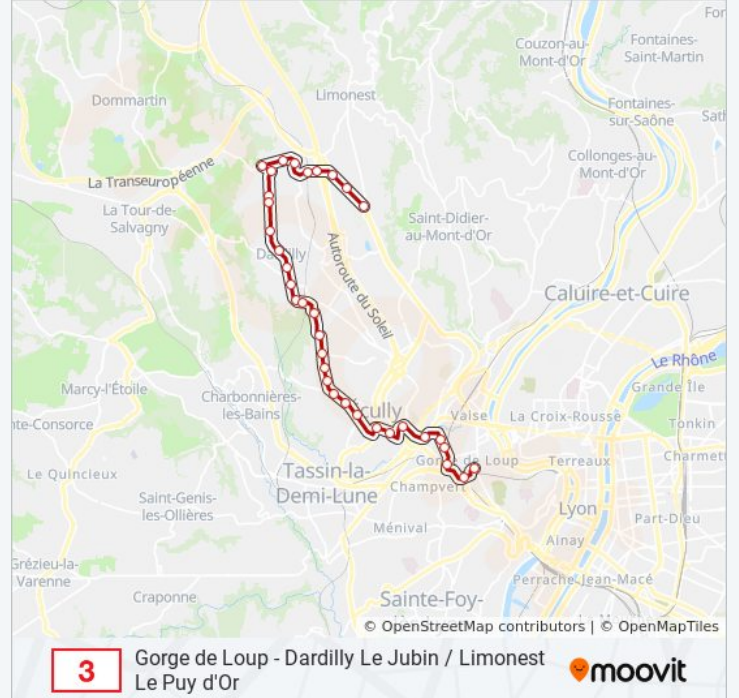 For
Couzon-au-
Mont-d'Or
Fontaines-
Saint-Martin
Dommartin
Limonest
Fontaines-
sur-Saône
Sath
Collonges-au-
Mont-d'Or
La Transeuropéenne
La Tour-de-
Salvagny
Saint-Didier-
au-Mont-d'Or
Dardilly
Autoroute du Soleil
Caluire-et-Cuire
Le Rhône
Marcy-l'Étoile
Charbonnières-
les-Bains
Grande Île
nte-Consorce
Écully
Vaise
La Croix-Rousse
Tonkin
Le Quincieux
Tassin-la-
Demi-Lune
Gorge de Loup
Terreaux
Charmett
Champvert
Saint-Genis-
les-Ollières
Lyon
Part-Dieu
Ménival
Ainay
Grézieu-la-
Varenne
Perrache
Jean-Macé
Craponne
Sainte-Foy-
© OpenStreetMap contributors | © OpenMapTiles
3
Gorge de Loup - Dardilly Le Jubin / Limonest
Le Puy d'Or
moovit